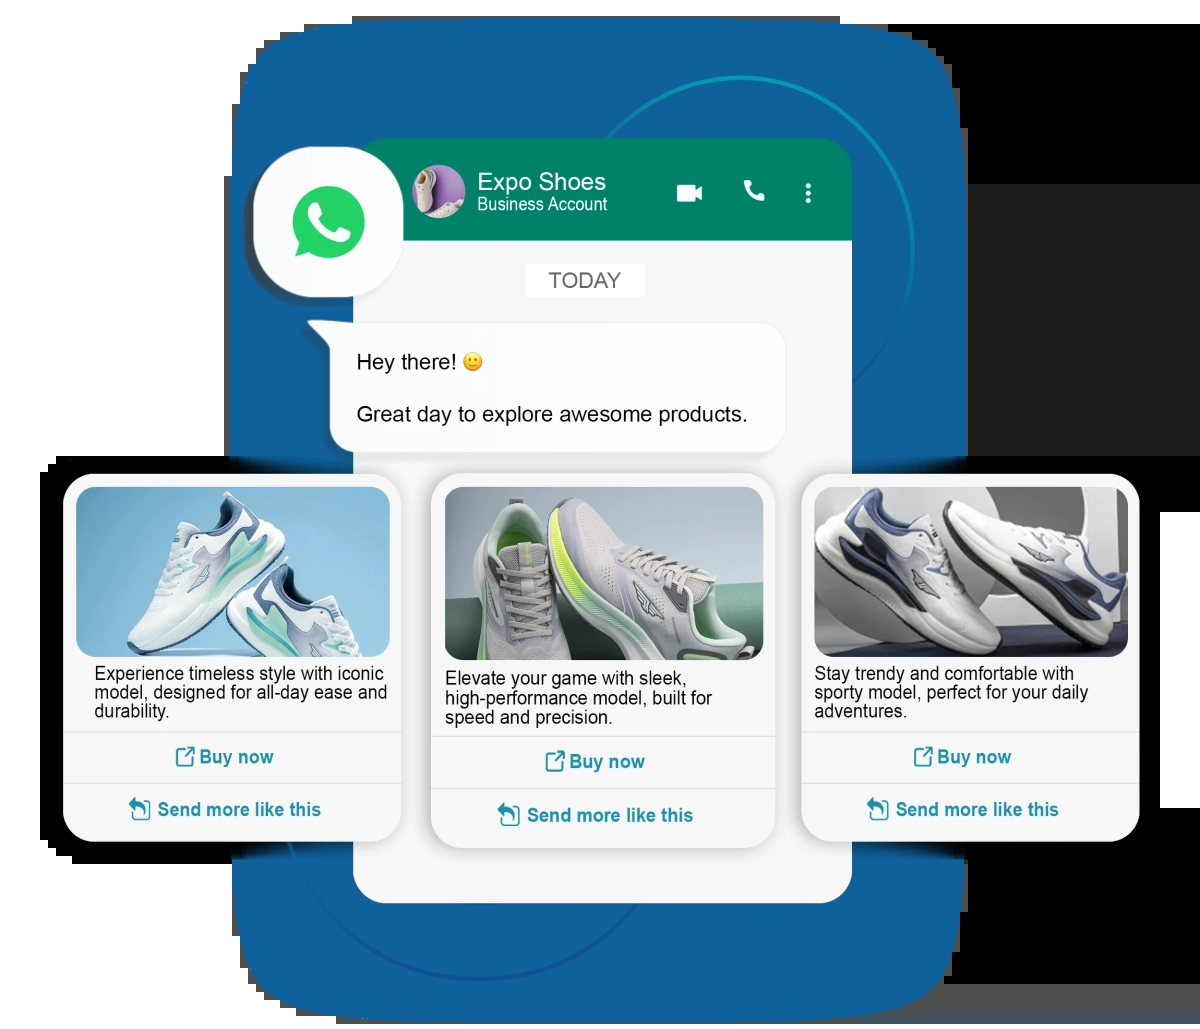 Expo Shoes
Business Account
TODAY
Hey there! 🙂
Great day to explore awesome products.
Experience timeless style with iconic
model, designed for all-day ease and
durability.
Buy now
Send more like this
Elevate your game with sleek,
high-performance model, built for
speed and precision.
Buy now
Send more like this
Stay trendy and comfortable with
sporty model, perfect for your daily
adventures.
Buy now
Send more like this